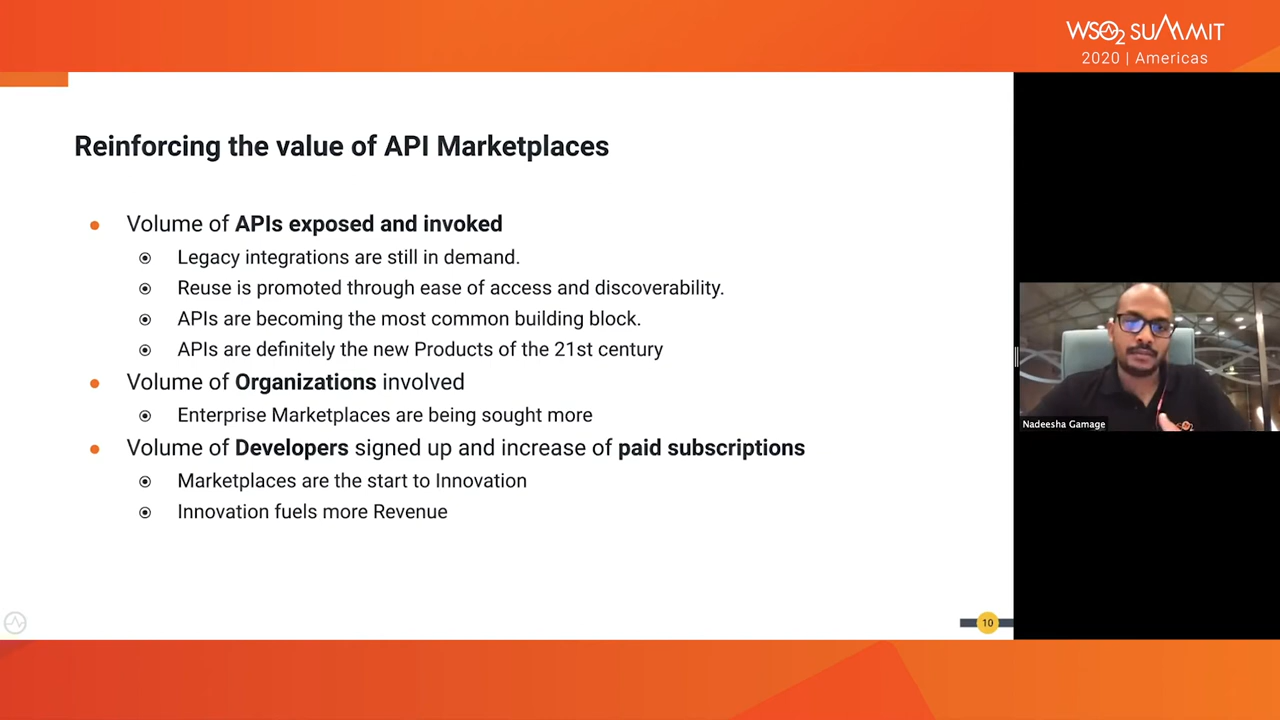 WSO2 SUMMIT
2020 | Americas
Reinforcing the value of API Marketplaces
Volume of APIs exposed and invoked
Legacy integrations are still in demand.
Reuse is promoted through ease of access and discoverability.
APIs are becoming the most common building block.
APIs are definitely the new Products of the 21st century
Volume of Organizations involved
Enterprise Marketplaces are being sought more
Volume of Developers signed up and increase of paid subscriptions
Marketplaces are the start to Innovation
Innovation fuels more Revenue
Nadeesha Gamage
10